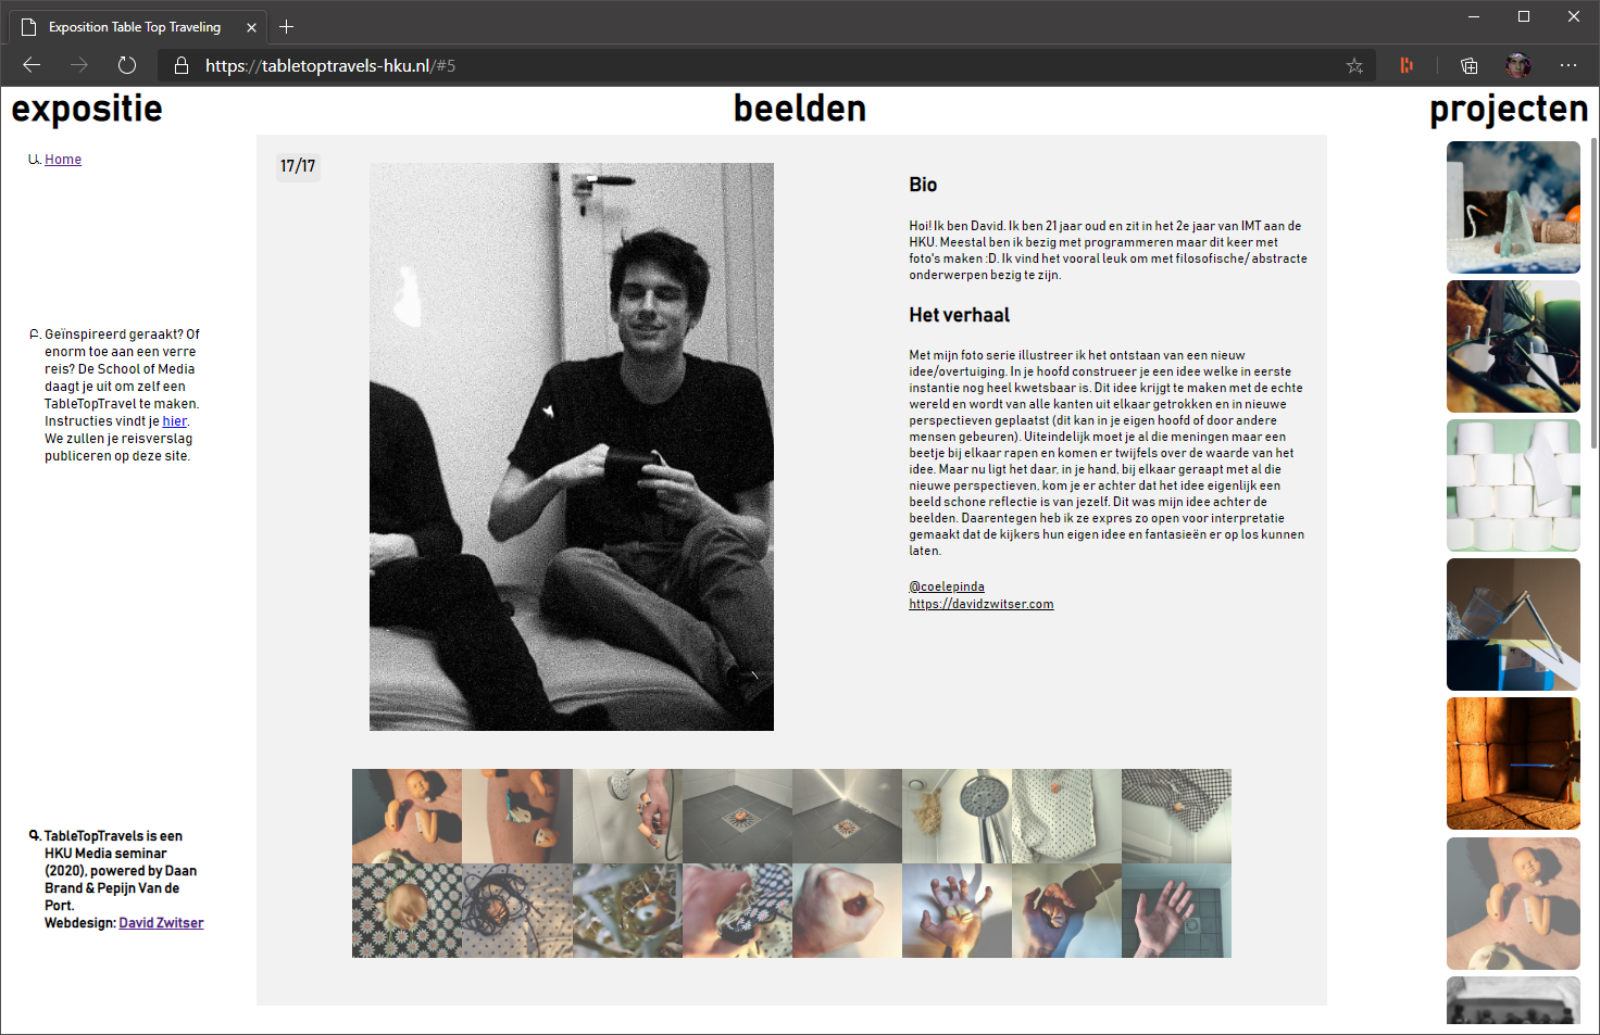 Exposition Table Top Traveling
https://tabletoptravels-hku.nl/#5
expositie
beelden
projecten
Ա. Home
Բ. Geïnspireerd geraakt? Of
enorm toe aan een verre
reis? De School of Media
daagt je uit om zelf een
TableTopTravel te maken.
Instructies vindt je hier.
We zullen je reisverslag
publiceren op deze site.
Գ. TableTopTravels is een
HKU Media seminar
(2020), powered by Daan
Brand & Pepijn Van de
Port.
Webdesign: David Zwitser
17/17
Bio
Hoi! Ik ben David. Ik ben 21 jaar oud en zit in het 2e jaar van IMT aan de
HKU. Meestal ben ik bezig met programmeren maar dit keer met
foto's maken :D. Ik vind het vooral leuk om met filosofische/ abstracte
onderwerpen bezig te zijn.
Het verhaal
Met mijn foto serie illustreer ik het ontstaan van een nieuw
idee/overtuiging. In je hoofd construeer je een idee welke in eerste
instantie nog heel kwetsbaar is. Dit idee krijgt te maken met de echte
wereld en wordt van alle kanten uit elkaar getrokken en in nieuwe
perspectieven geplaatst (dit kan in je eigen hoofd of door andere
mensen gebeuren). Uiteindelijk moet je al die meningen maar een
beetje bij elkaar rapen en komen er twijfels over de waarde van het
idee. Maar nu ligt het daar, in je hand, bij elkaar geraapt met al die
nieuwe perspectieven, kom je er achter dat het idee eigenlijk een
beeld schone reflectie is van jezelf. Dit was mijn idee achter de
beelden. Daarentegen heb ik ze expres zo open voor interpretatie
gemaakt dat de kijkers hun eigen idee en fantasieën er op los kunnen
laten.
@coelepinda
https://davidzwitser.com